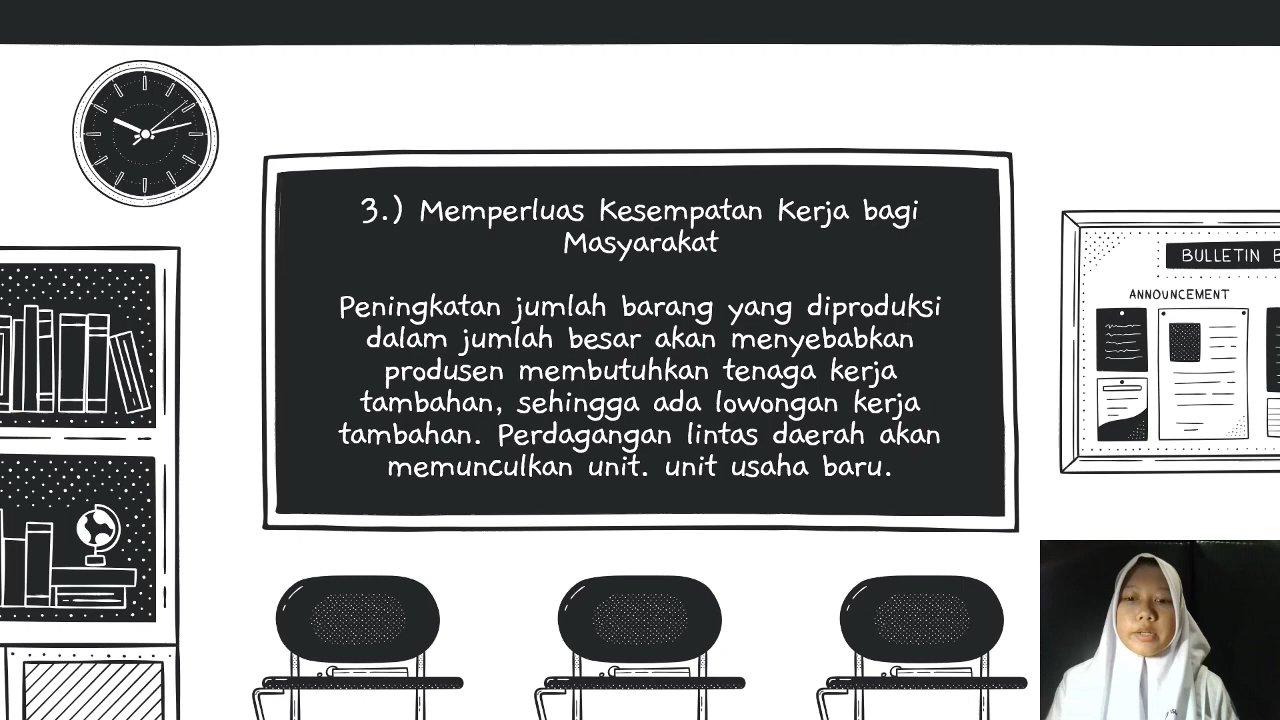 3.) Memperluas Kesempatan Kerja bagi
Masyarakat
Peningkatan jumlah barang yang diproduksi
dalam jumlah besar akan menyebabkan
produsen membutuhkan tenaga kerja
tambahan, sehingga ada lowongan kerja
tambahan. Perdagangan lintas daerah akan
memunculkan unit. unit usaha baru.
BULLETIN B
ANNOUNCEMENT